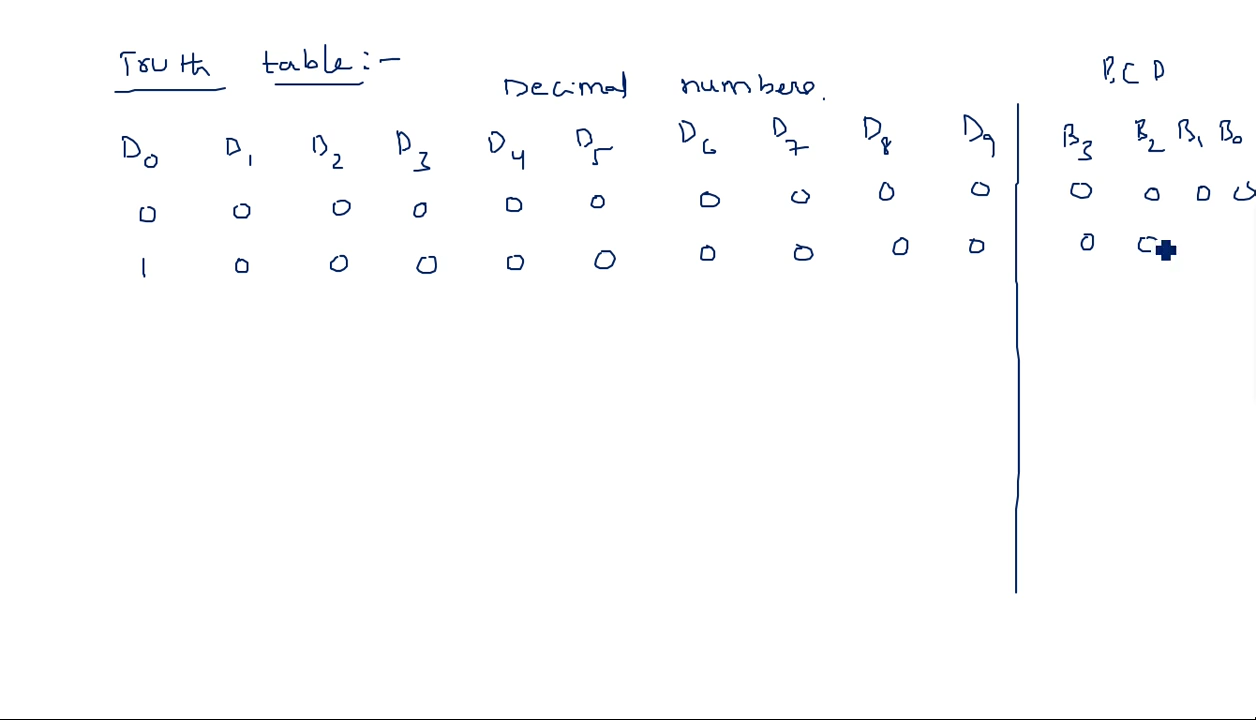 Truth table :-
Decimal numbers. BCD
D0 D1 D2 D3 D4 D5 D6 D7 D8 D9 B3 B2 B1 B0
0 0 0 0 0 0 0 0 0 0 0 0 0 0
1 0 0 0 0 0 0 0 0 0 0